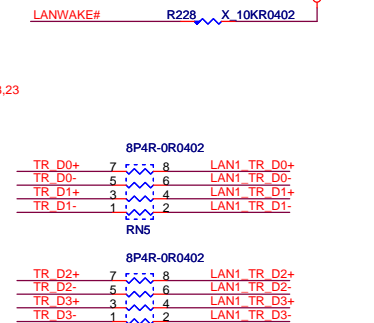 LANWAKE# R228 X_10KR0402
,23
8P4R-0R0402
TR_D0+ 7 8 LAN1_TR_D0+
TR_D0- 5 6 LAN1_TR_D0-
TR_D1+ 3 4 LAN1_TR_D1+
TR_D1- 1 2 LAN1_TR_D1-
RN5
8P4R-0R0402
TR_D2+ 7 8 LAN1_TR_D2+
TR_D2- 5 6 LAN1_TR_D2-
TR_D3+ 3 4 LAN1_TR_D3+
TR_D3- 1 2 LAN1_TR_D3-